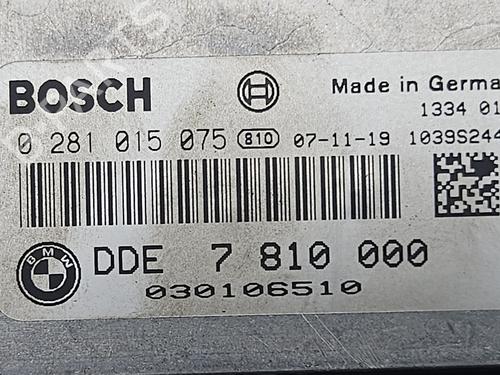 BOSCH Made in Germa
1334 01
0 281 015 075 810 07-11-19 1039S244
BMW DDE 7 810 000
030106510